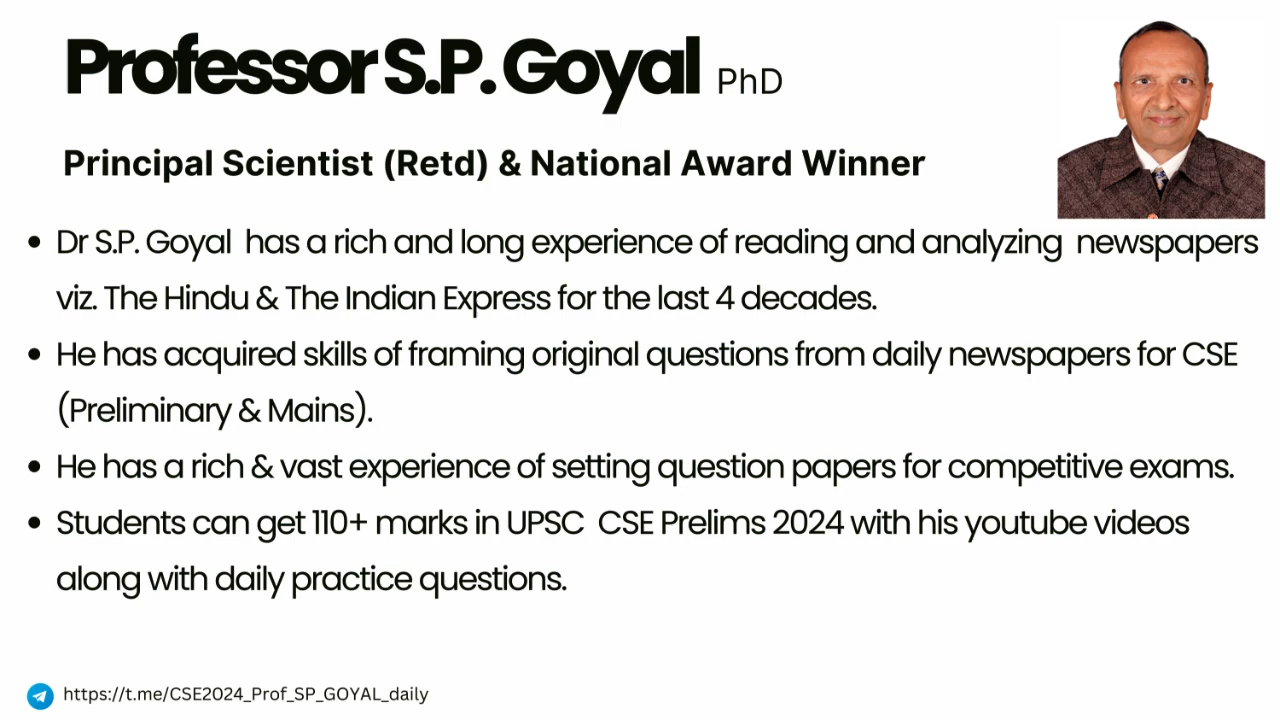 Professor S.P. Goyal PhD
Principal Scientist (Retd) & National Award Winner
• Dr S.P. Goyal has a rich and long experience of reading and analyzing newspapers
viz. The Hindu & The Indian Express for the last 4 decades.
• He has acquired skills of framing original questions from daily newspapers for CSE
(Preliminary & Mains).
• He has a rich & vast experience of setting question papers for competitive exams.
• Students can get 110+ marks in UPSC CSE Prelims 2024 with his youtube videos
along with daily practice questions.
https://t.me/CSE2024_Prof_SP_GOYAL_daily